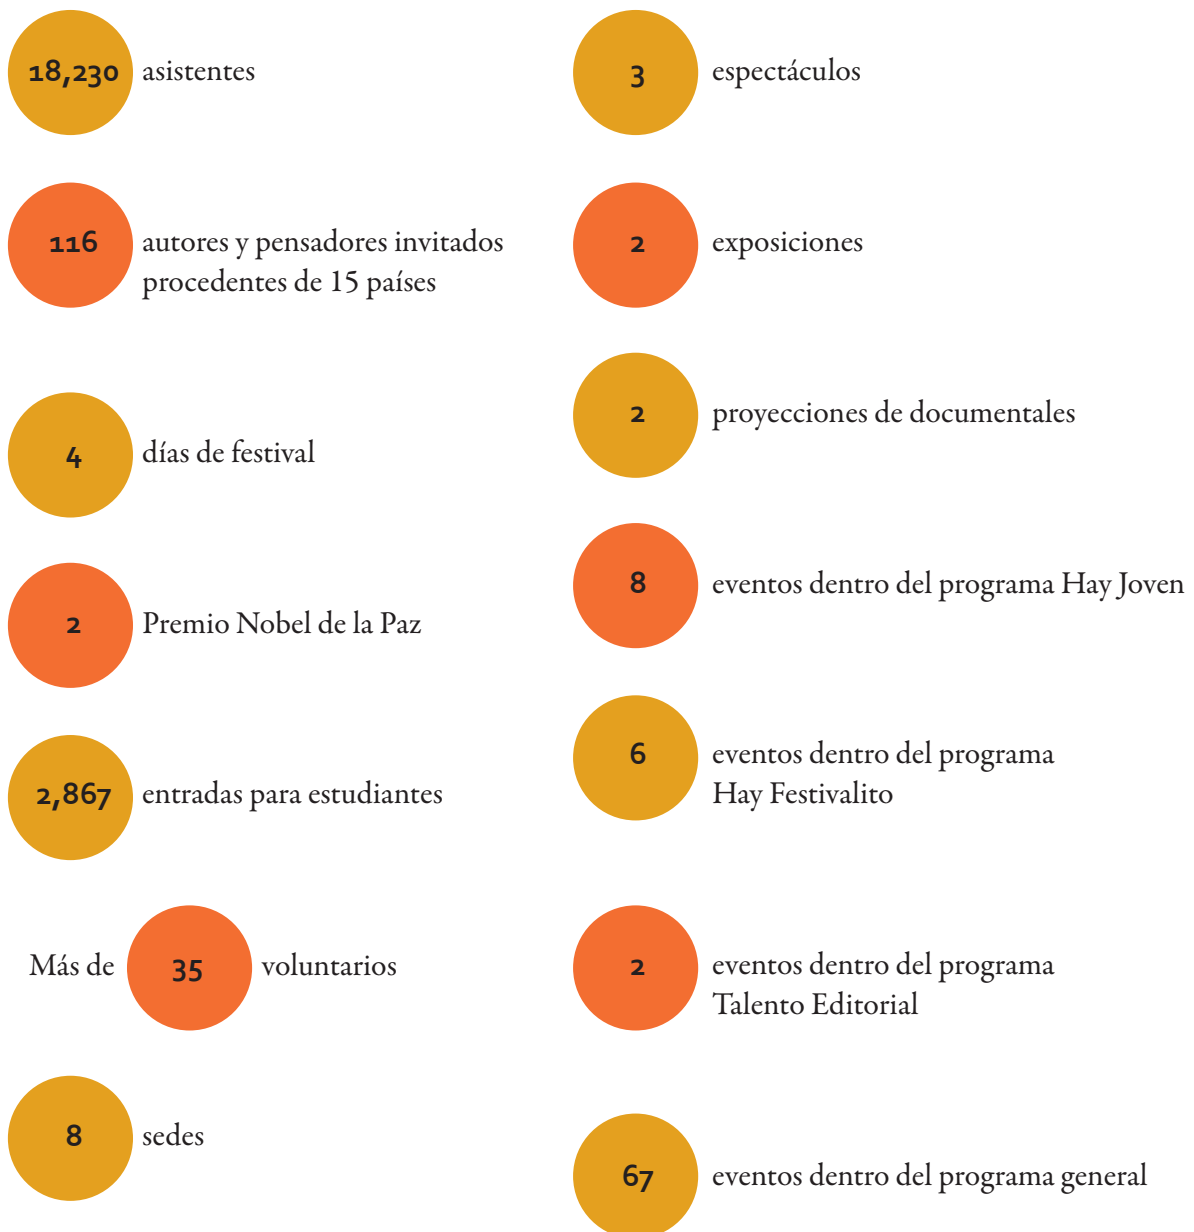 18,230 asistentes
116 autores y pensadores invitados
procedentes de 15 países
4 días de festival
2 Premio Nobel de la Paz
2,867 entradas para estudiantes
Más de 35 voluntarios
8 sedes
3 espectáculos
2 exposiciones
2 proyecciones de documentales
8 eventos dentro del programa Hay Joven
6 eventos dentro del programa
Hay Festivalito
2 eventos dentro del programa
Talento Editorial
67 eventos dentro del programa general